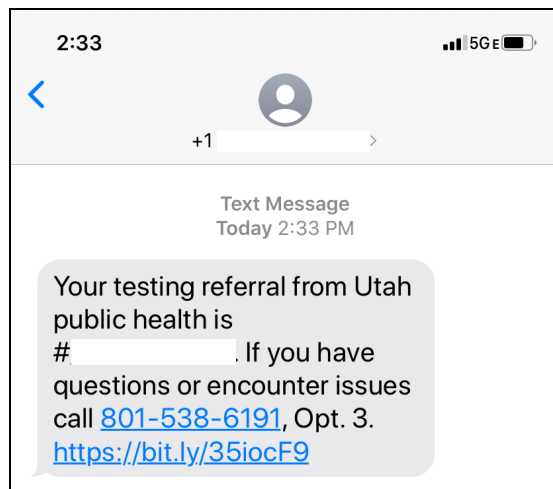 2:33
5GE
+1
Text Message
Today 2:33 PM
Your testing referral from Utah
public health is
#. If you have
questions or encounter issues
call 801-538-6191, Opt. 3.
https://bit.ly/35iocF9